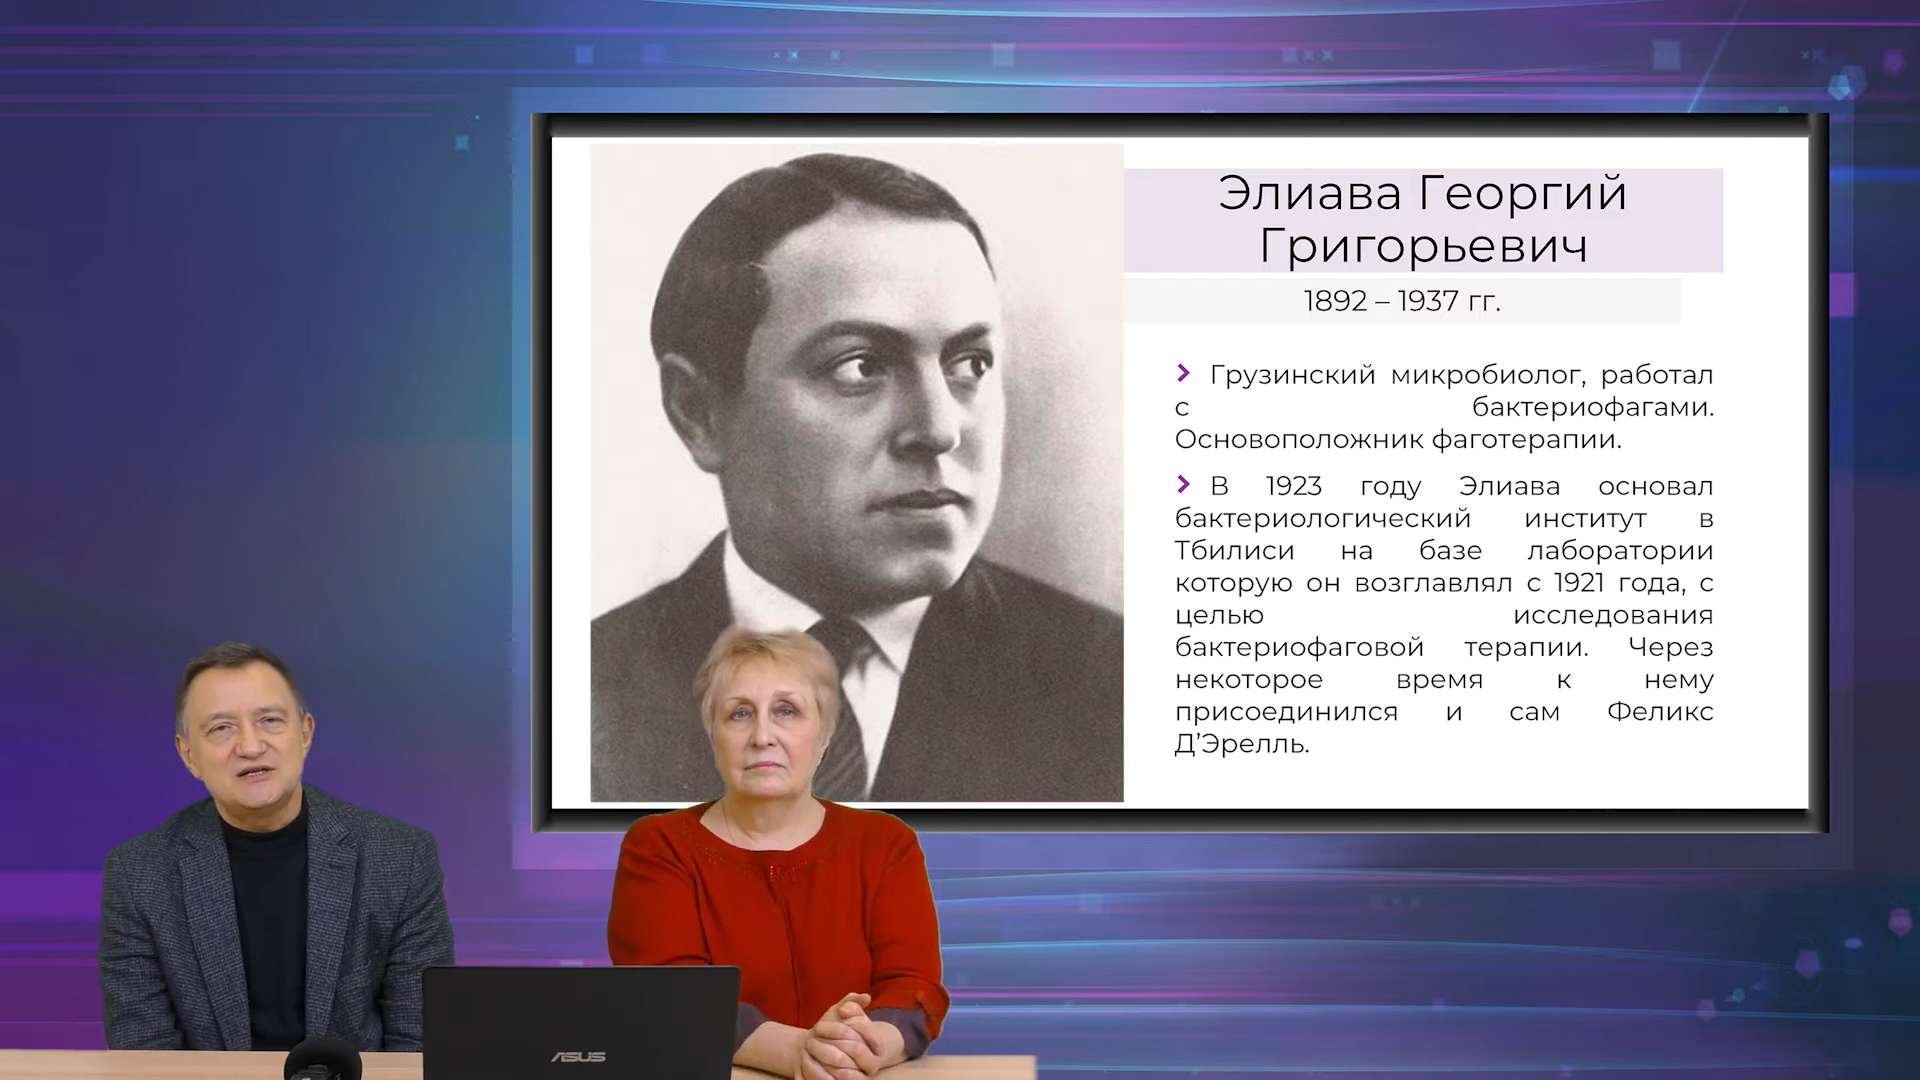 Элиава Георгий
Григорьевич
1892 – 1937 гг.
Грузинский микробиолог, работал
с бактериофагами.
Основоположник фаготерапии.
В 1923 году Элиава основал
бактериологический институт в
Тбилиси на базе лаборатории
которую он возглавлял с 1921 года, с
целью исследования
бактериофаговой терапии. Через
некоторое время к нему
присоединился и сам Феликс
Д’Эрелль.
ASUS